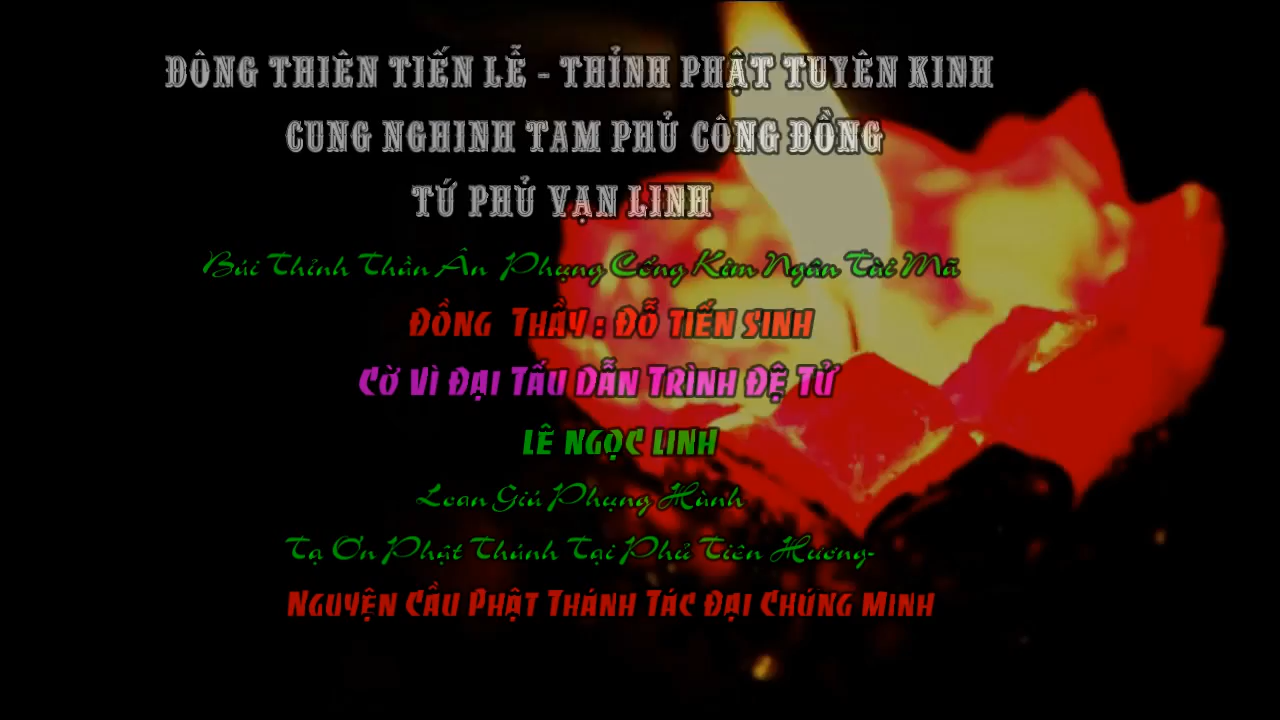 ĐÔNG THIÊN TIẾN LỄ - THỈNH PHẬT TUYÊN KINH
CUNG NGHINH TAM PHỦ CÔNG ĐỒNG
TỨ PHỦ VẠN LINH
Bái Thỉnh Thần Ân Phụng Cống Kim Ngân Tài Mã
ĐỒNG THẦY : ĐỖ TIẾN SINH
CỜ VÌ ĐẠI TẤU DẪN TRÌNH ĐỆ TỬ
LÊ NGỌC LINH
Loan Giá Phụng Hành
Tạ Ơn Phật Thánh Tại Phủ Tiên Hương-
NGUYỆN CẦU PHẬT THÁNH TÁC ĐẠI CHỨNG MINH